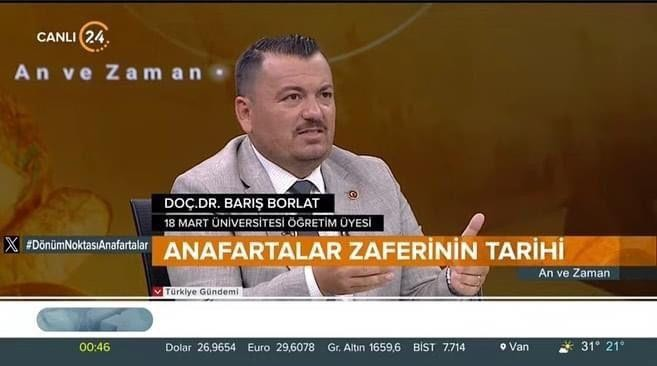 CANLI 24
An ve Zaman
DOÇ.DR. BARIŞ BORLAT
18 MART ÜNİVERSİTESİ ÖĞRETİM ÜYESİ
X #DönümNoktasıAnafartalar
ANAFARTALAR ZAFERİNİN TARİHİ
An ve Zaman
Türkiye Gündemi
00:46 Dolar 26,9654 Euro 29,6078 Gr. Altın 1659,6 BİST 7.714 Van 31° 21°